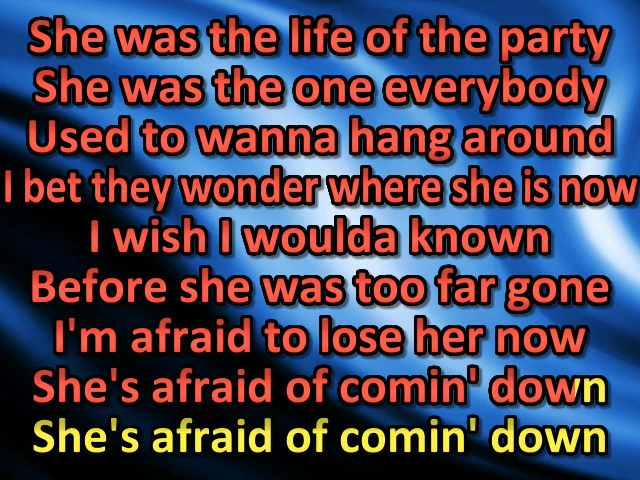 She was the life of the party
She was the one everybody
Used to wanna hang around
I bet they wonder where she is now
I wish I woulda known
Before she was too far gone
I'm afraid to lose her now
She's afraid of comin' down
She's afraid of comin' down